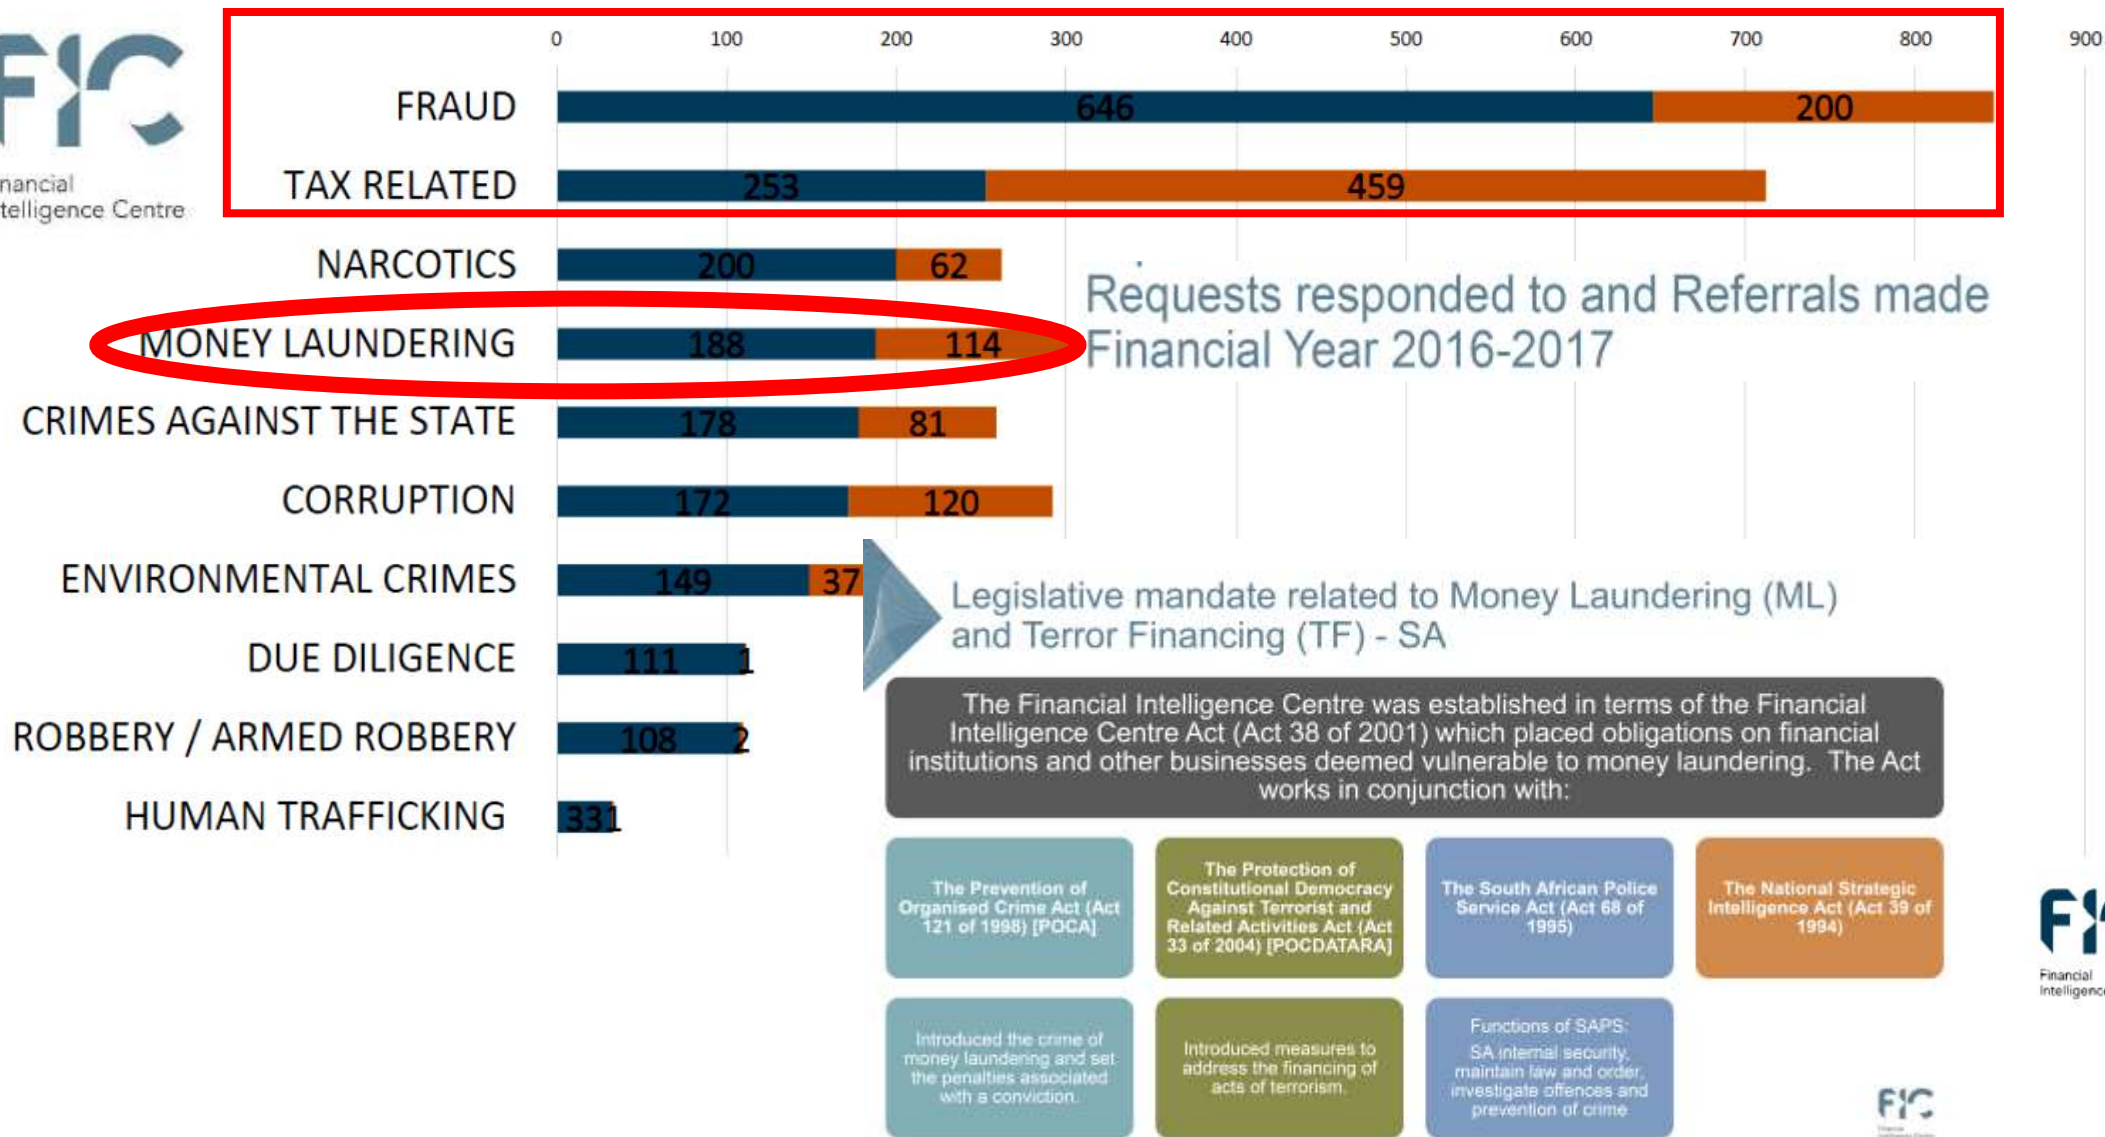 FIC
nancial
telligence Centre
0 100 200 300 400 500 600 700 800 900
FRAUD 646 200
TAX RELATED 253 459
NARCOTICS 200 62
Requests responded to and Referrals made
Financial Year 2016-2017
MONEY LAUNDERING 188 114
CRIMES AGAINST THE STATE 178 81
CORRUPTION 172 120
ENVIRONMENTAL CRIMES 149 37
DUE DILIGENCE 111 1
ROBBERY / ARMED ROBBERY 108 2
HUMAN TRAFFICKING 33 1
Legislative mandate related to Money Laundering (ML)
and Terror Financing (TF) - SA
The Financial Intelligence Centre was established in terms of the Financial
Intelligence Centre Act (Act 38 of 2001) which placed obligations on financial
institutions and other businesses deemed vulnerable to money laundering. The Act
works in conjunction with:
The Prevention of
Organised Crime Act (Act
121 of 1998) [POCA]
The Protection of
Constitutional Democracy
Against Terrorist and
Related Activities Act (Act
33 of 2004) [POCDATARA]
The South African Police
Service Act (Act 68 of
1995)
The National Strategic
Intelligence Act (Act 39 of
1994)
Introduced the crime of
money laundering and set
the penalties associated
with a conviction.
Introduced measures to
address the financing of
acts of terrorism.
Functions of SAPS:
SA internal security,
maintain law and order,
investigate offences and
prevention of crime
Financial
Intelligence
FIC